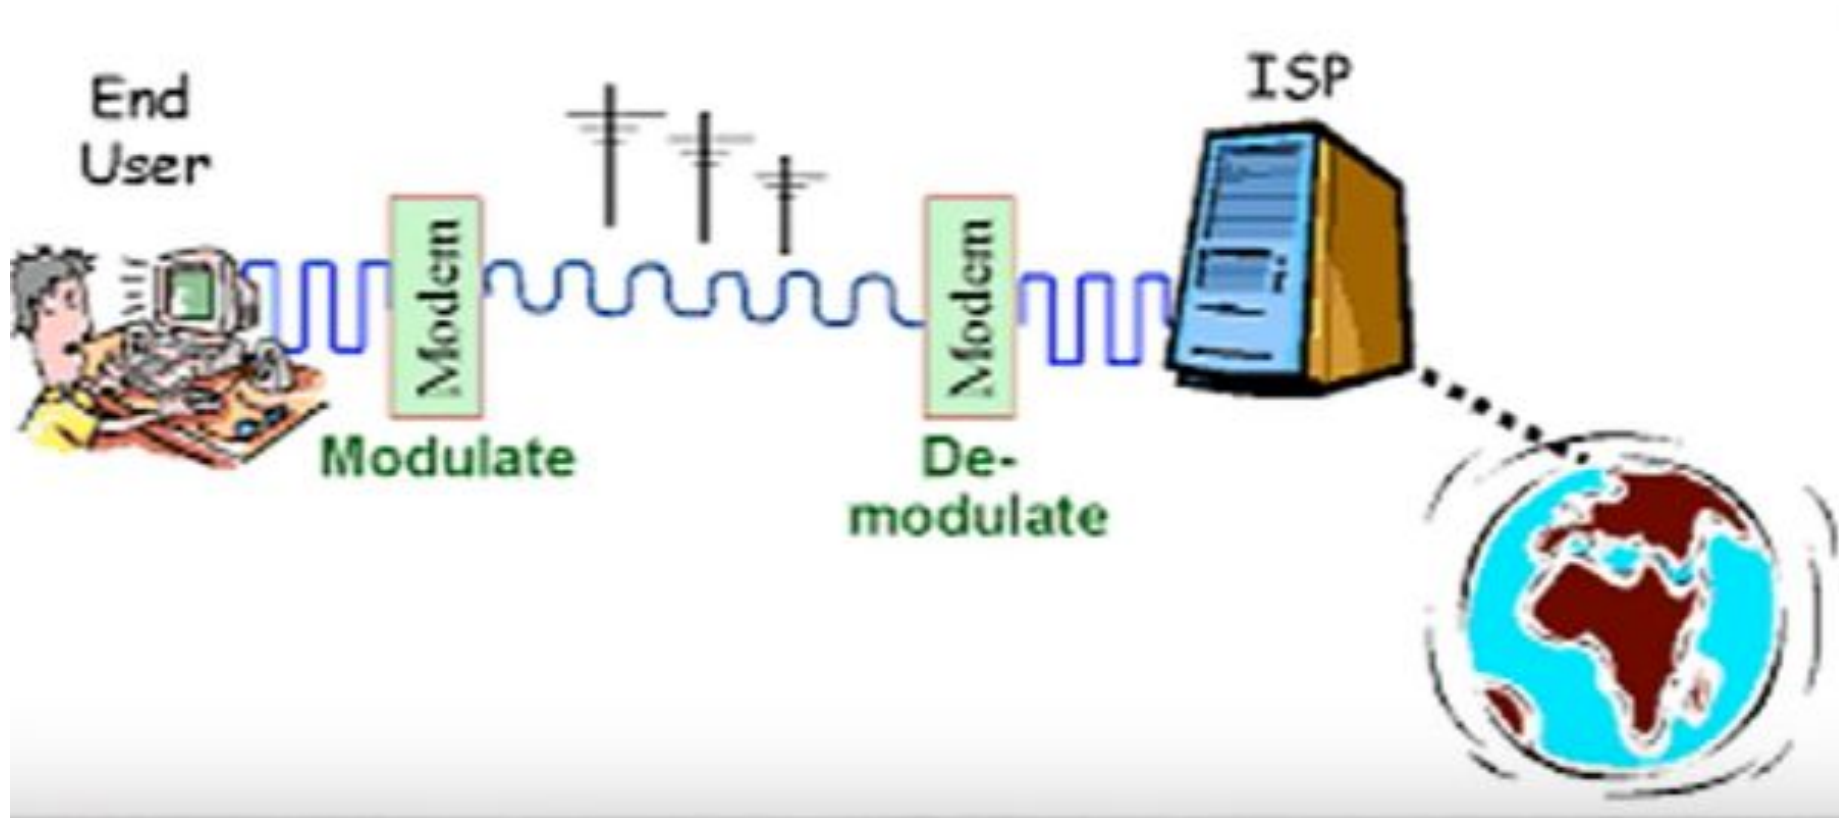 End
User
ISP
Modem
Modem
Modulate
De-
modulate